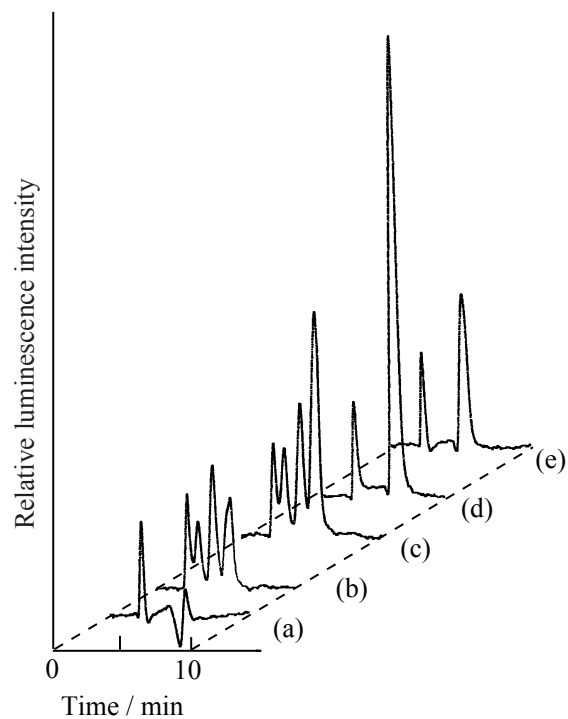 Relative luminescence intensity
(e)
(d)
(c)
(b)
(a)
0
10
Time / min